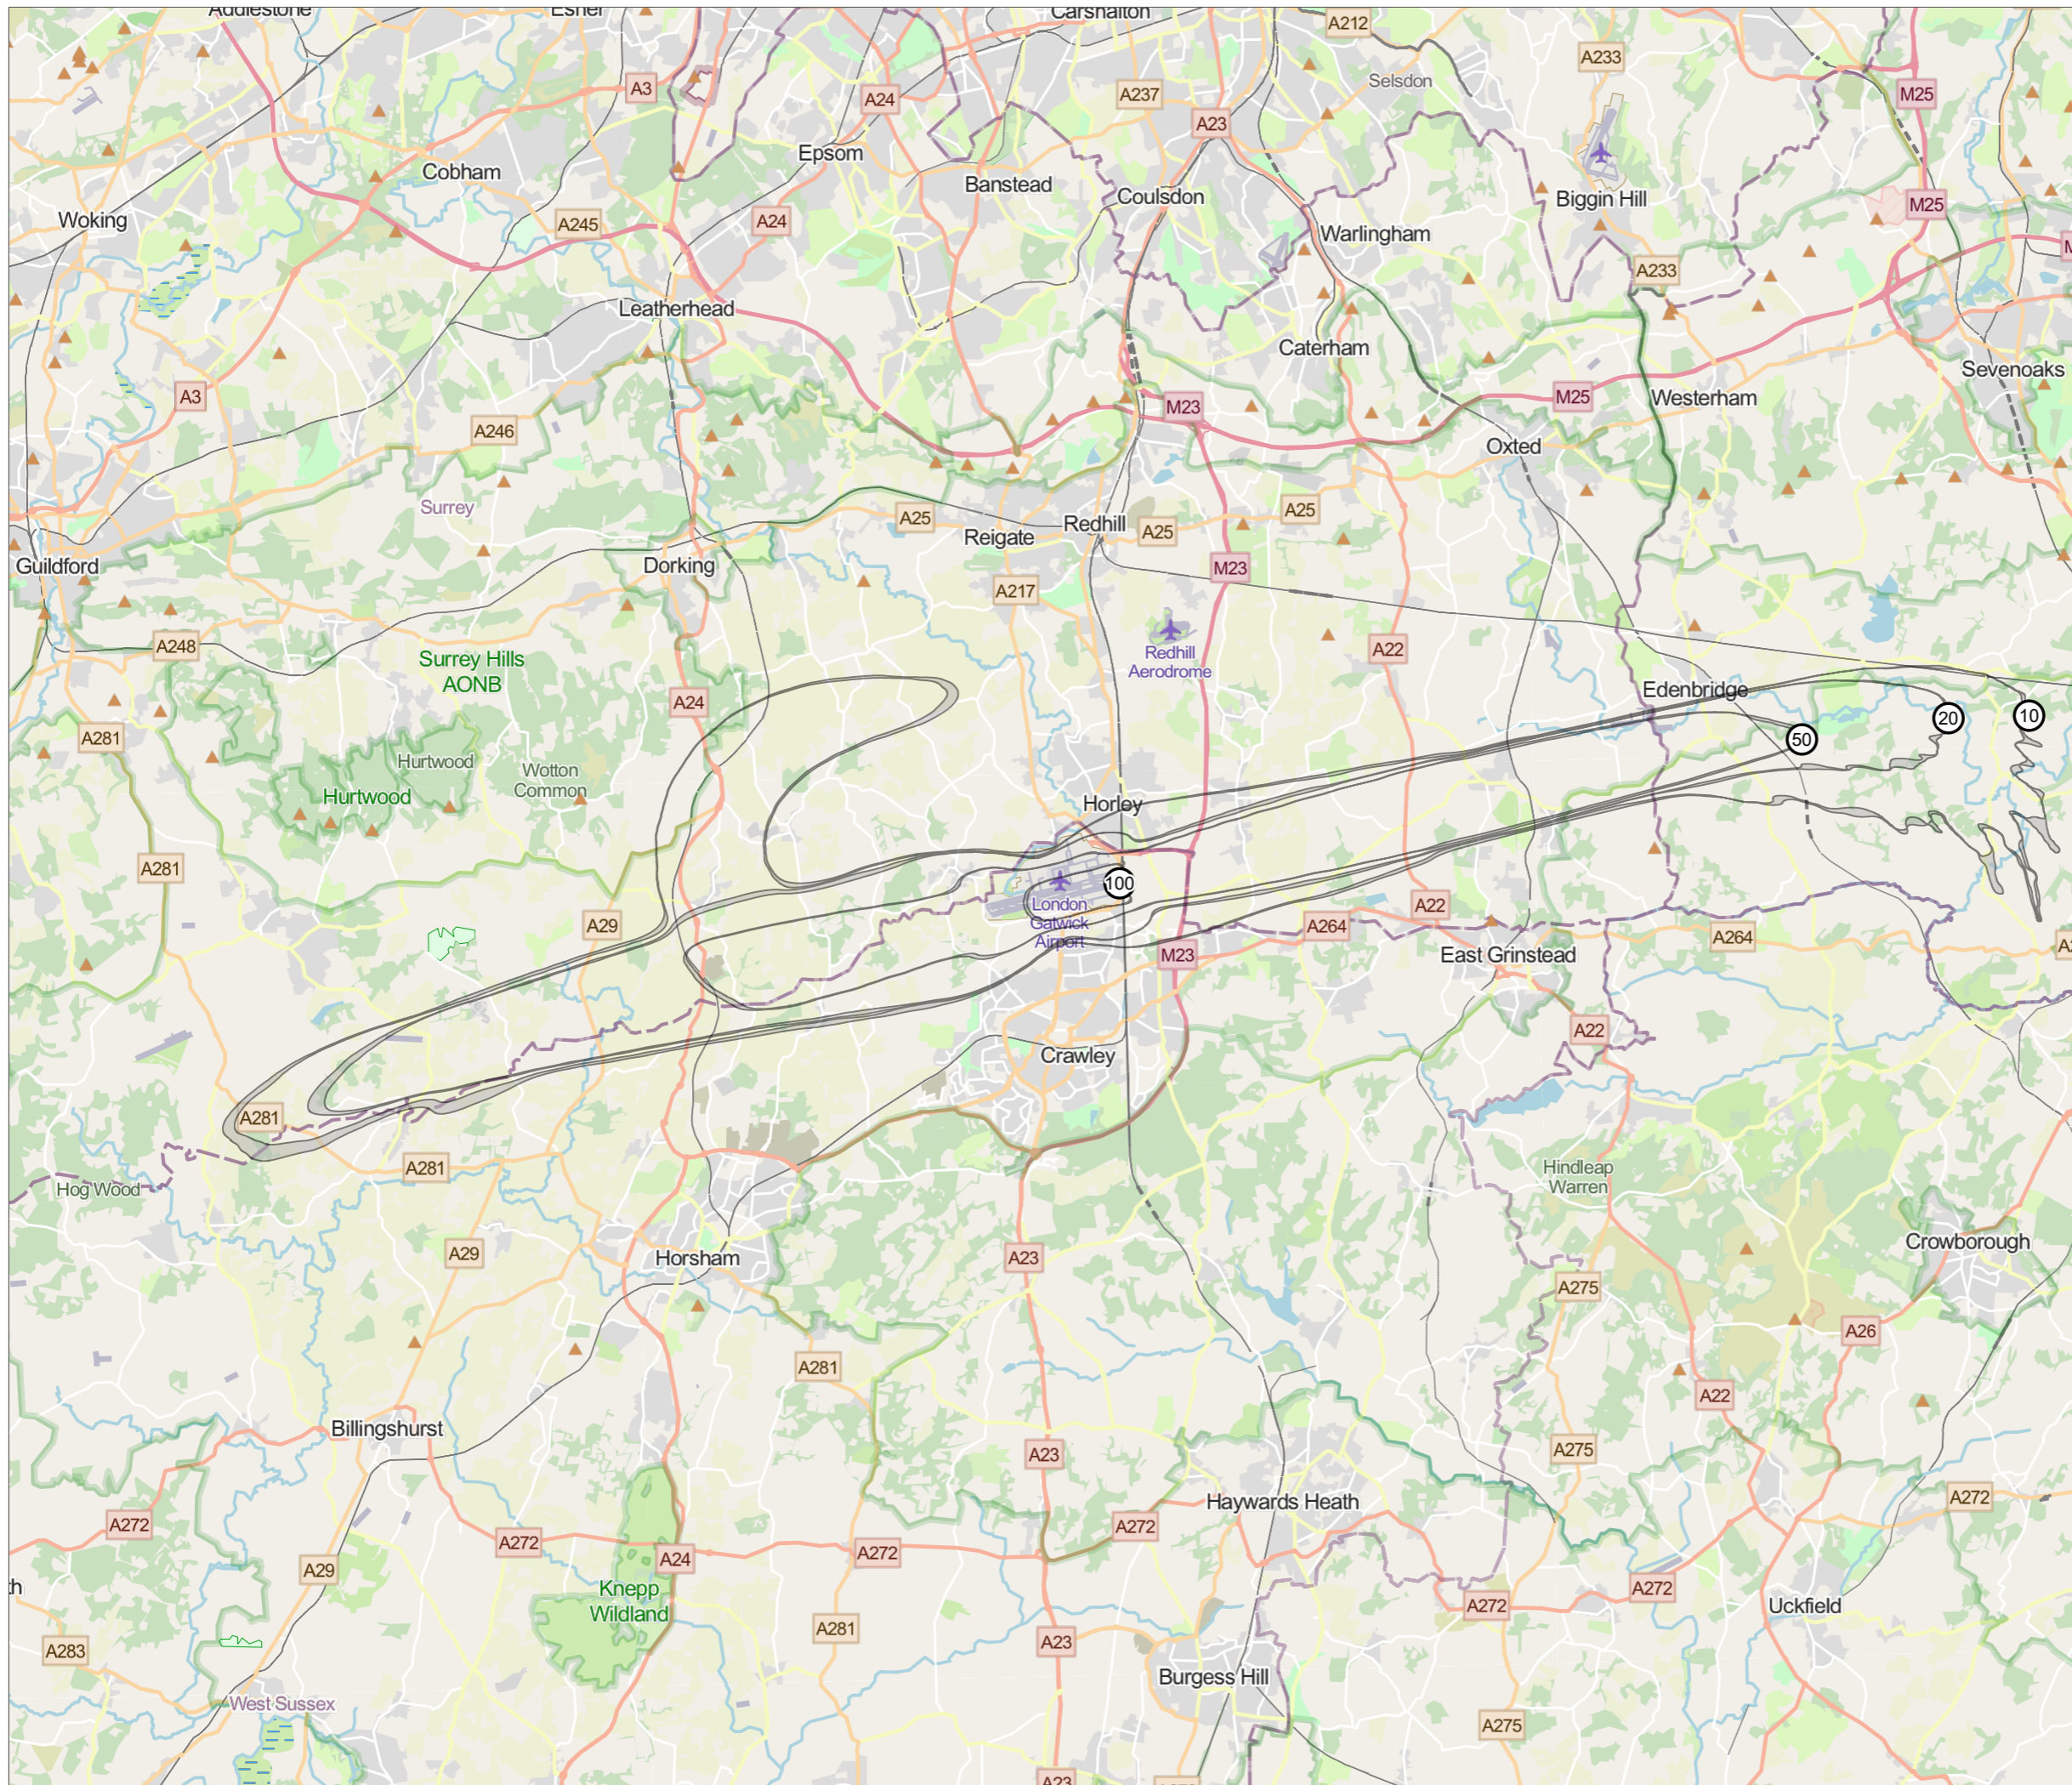 Addlestone
Esher
Carshalton
A212
A233
Selsdon
A3
A24
A237
M25
A23
Epsom
Cobham
Banstead
Coulsdon
Biggin Hill
M25
Woking
A245
A24
Warlingham
M
A233
Leatherhead
Caterham
Sevenoaks
A3
M23
M25
Westerham
A246
Oxted
Surrey
A25
Redhill
A25
A25
Reigate
Guildford
Dorking
M23
A217
A248
Surrey Hills
AONB
Redhill
Aerodrome
A22
A24
Edenbridge
A281
50
20
10
Hurtwood
Wotton
Common
Hurtwood
Horley
A281
100
London
Gatwick
Airport
A29
A22
A264
A264
M23
East Grinstead
A22
Crawley
A281
A281
Hog Wood
Hindleap
Warren
A29
Horsham
A23
Crowborough
A275
A26
A281
A22
Billingshurst
A23
A275
A272
Haywards Heath
A272
A272
A272
A272
A24
A29
Knepp
Wildland
A272
A272
Uckfield
A281
A23
A283
Burgess Hill
West Sussex
A275
A23